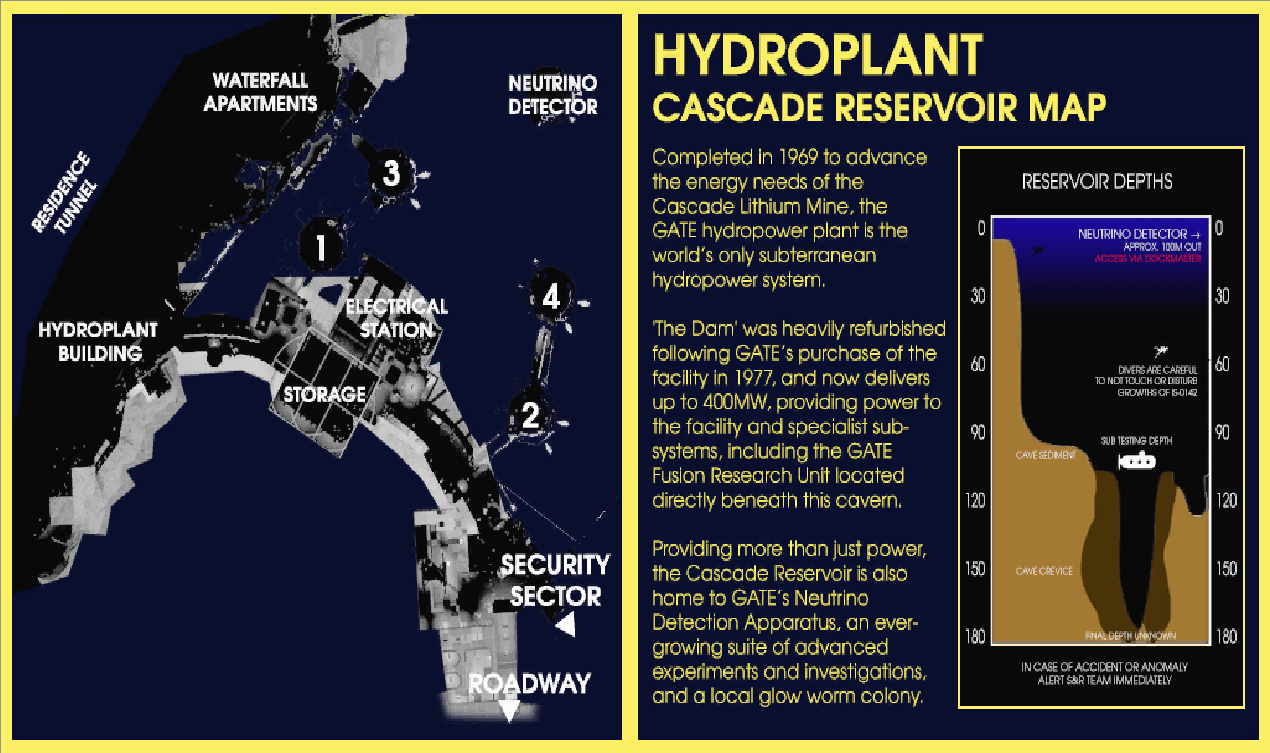 WATERFALL
APARTMENTS
NEUTRINO
DETECTOR
RESIDENCE
TUNNEL
3
1
4
ELECTRICAL
STATION
HYDROPLANT
BUILDING
STORAGE
2
SECURITY
SECTOR
ROADWAY
HYDROPLANT
CASCADE RESERVOIR MAP
Completed in 1969 to advance
the energy needs of the
Cascade Lithium Mine, the
GATE hydropower plant is the
world's only subterranean
hydropower system.
'The Dam' was heavily refurbished
following GATE's purchase of the
facility in 1977, and now delivers
up to 400MW, providing power to
the facility and specialist sub-
systems, including the GATE
Fusion Research Unit located
directly beneath this cavern.
Providing more than just power,
the Cascade Reservoir is also
home to GATE's Neutrino
Detection Apparatus, an ever-
growing suite of advanced
experiments and investigations,
and a local glow worm colony.
RESERVOIR DEPTHS
0 0
NEUTRINO DETECTOR →
APPROX. 100M OUT
ACCESS VIA DOCKMASTER
30 30
60 60
DIVERS ARE CAREFUL
TO NOT TOUCH OR DISTURB
GROWTHS OF IS-0142
90 90
SUB TESTING DEPTH
CAVE SEDIMENT
120 120
150 150
CAVE CREVICE
180 180
FINAL DEPTH UNKNOWN
IN CASE OF ACCIDENT OR ANOMALY
ALERT S&R TEAM IMMEDIATELY